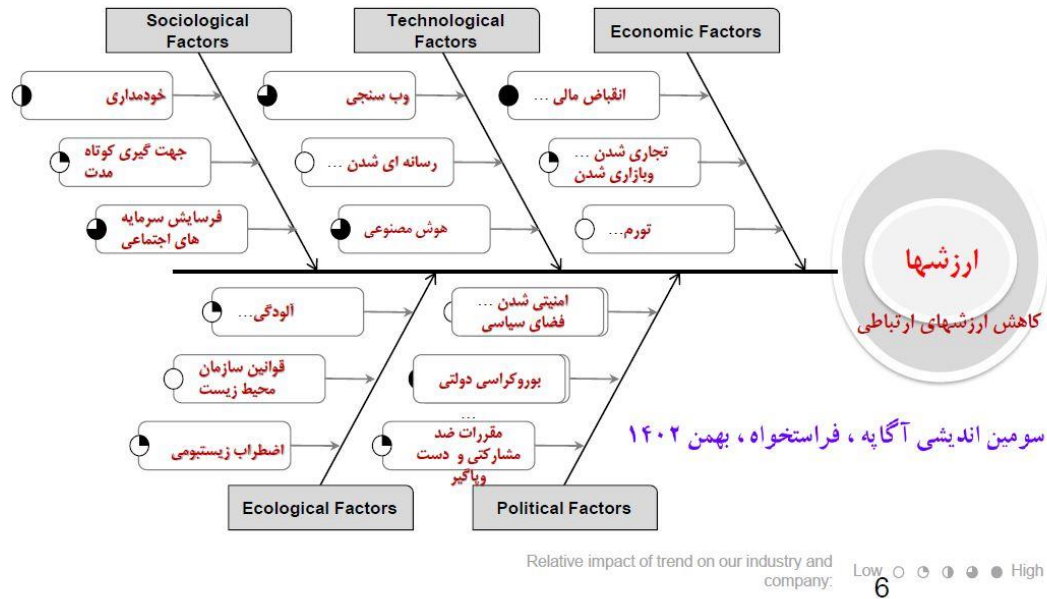 Sociological
Factors
Technological
Factors
Economic Factors
خودمداری
وب سنجی
انقباض مالی ...
جهت گیری کوتاه
مدت
رسانه ای شدن ...
تجاری شدن ...
وبازاری شدن
فرسایش سرمایه
های اجتماعی
هوش مصنوعی
تورم...
ارزشها
کاهش ارزشهای ارتباطی
آلودگی...
امنیتی شدن ...
فضای سیاسی
قوانین سازمان
محیط زیست
بوروکراسی دولتی
...
اضطراب زیستبومی
مقررات ضد
مشارکتی و دست
وپاگیر
سومین اندیشی آگاپه ، فراستخواه ، بهمن ۱۴۰۲
Ecological Factors
Political Factors
Relative impact of trend on our industry and
company:
Low
High
6